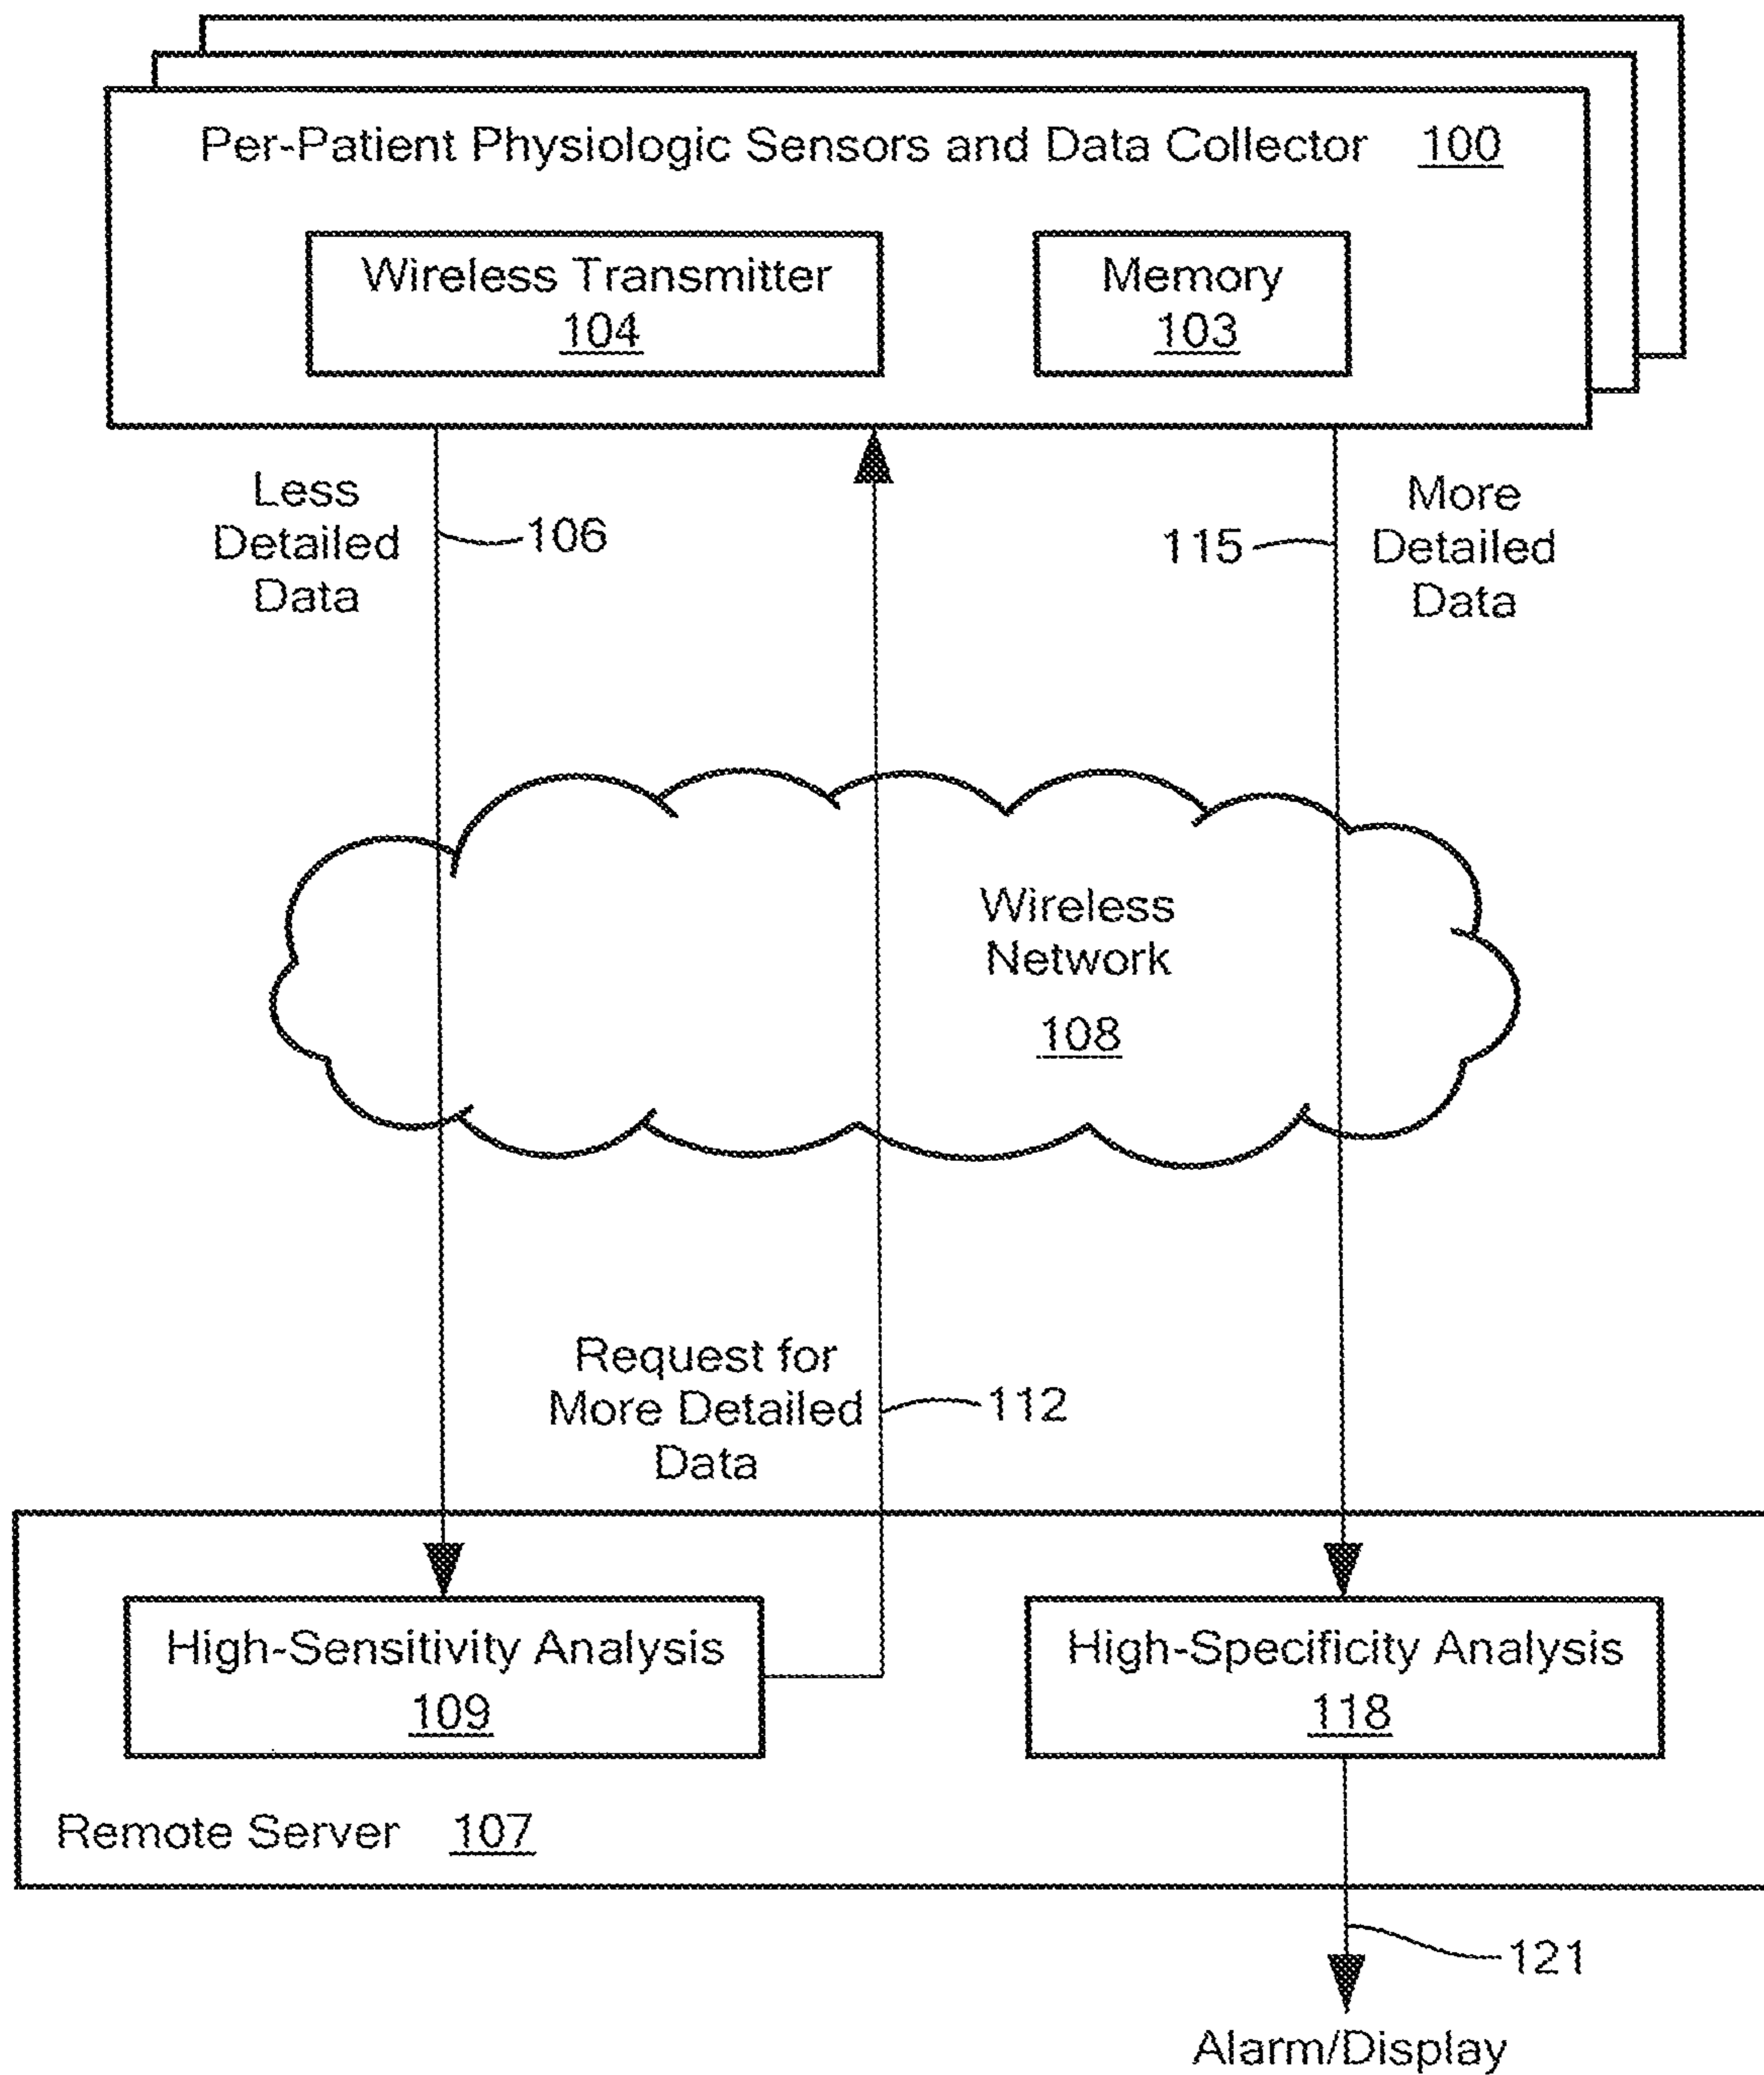 Per-Patient Physiologic Sensors and Data Collector 100
Wireless Transmitter
104
Memory
103
Less
Detailed
Data
106
115
More
Detailed
Data
Wireless
Network
108
Request for
More Detailed
Data
112
High-Sensitivity Analysis
109
High-Specificity Analysis
118
Remote Server 107
121
Alarm/Display